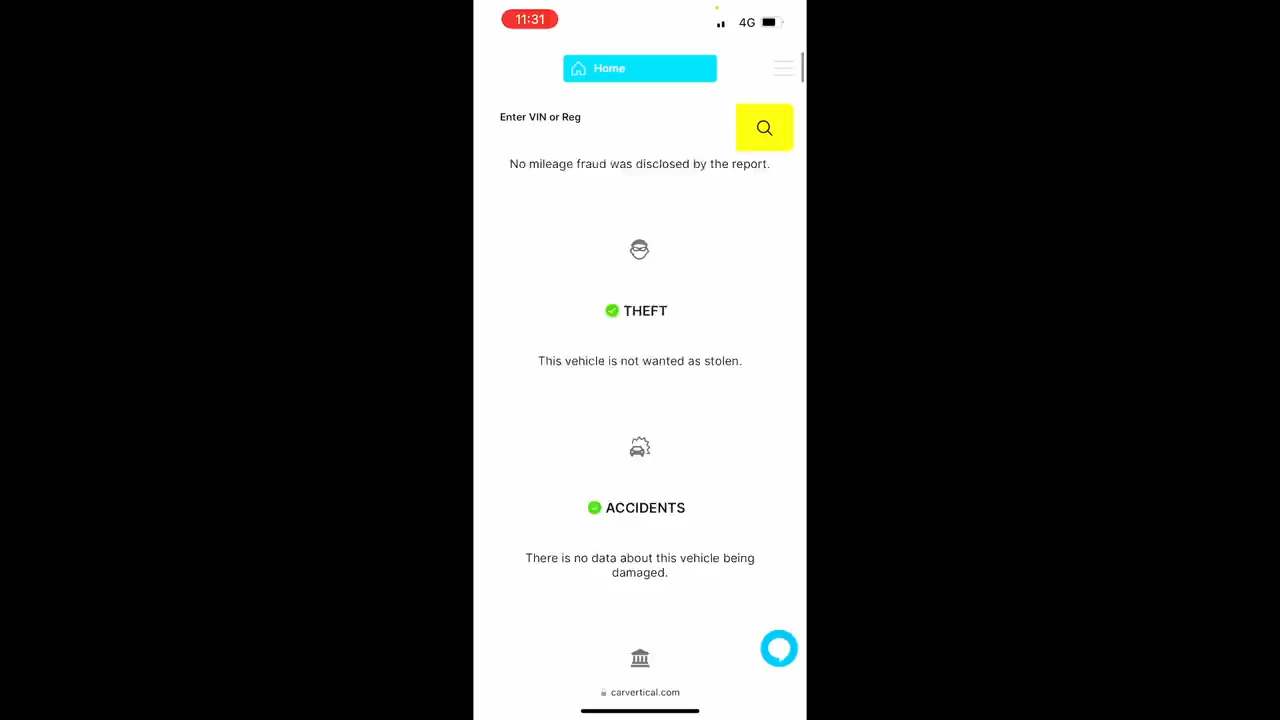 11:31
4G
Home
Enter VIN or Reg
No mileage fraud was disclosed by the report.
THEFT
This vehicle is not wanted as stolen.
ACCIDENTS
There is no data about this vehicle being
damaged.
carvertical.com